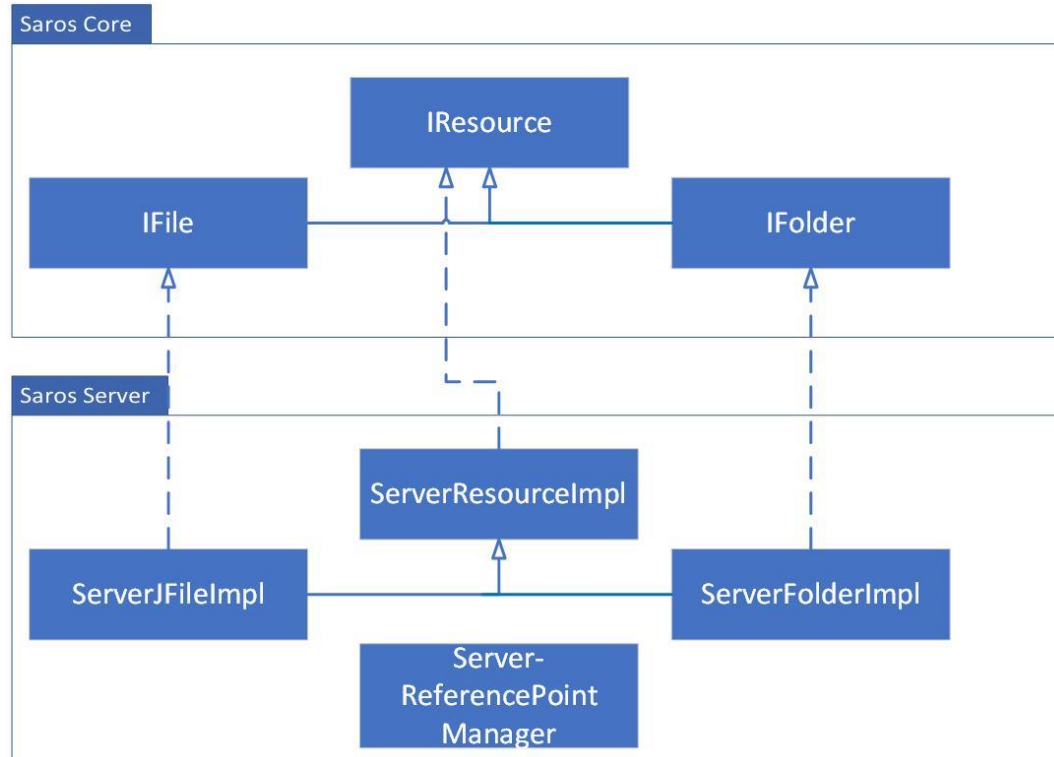 Saros Core
IResource
IFile
IFolder
Saros Server
ServerResourceImpl
ServerJFileImpl
ServerFolderImpl
Server-
ReferencePoint
Manager